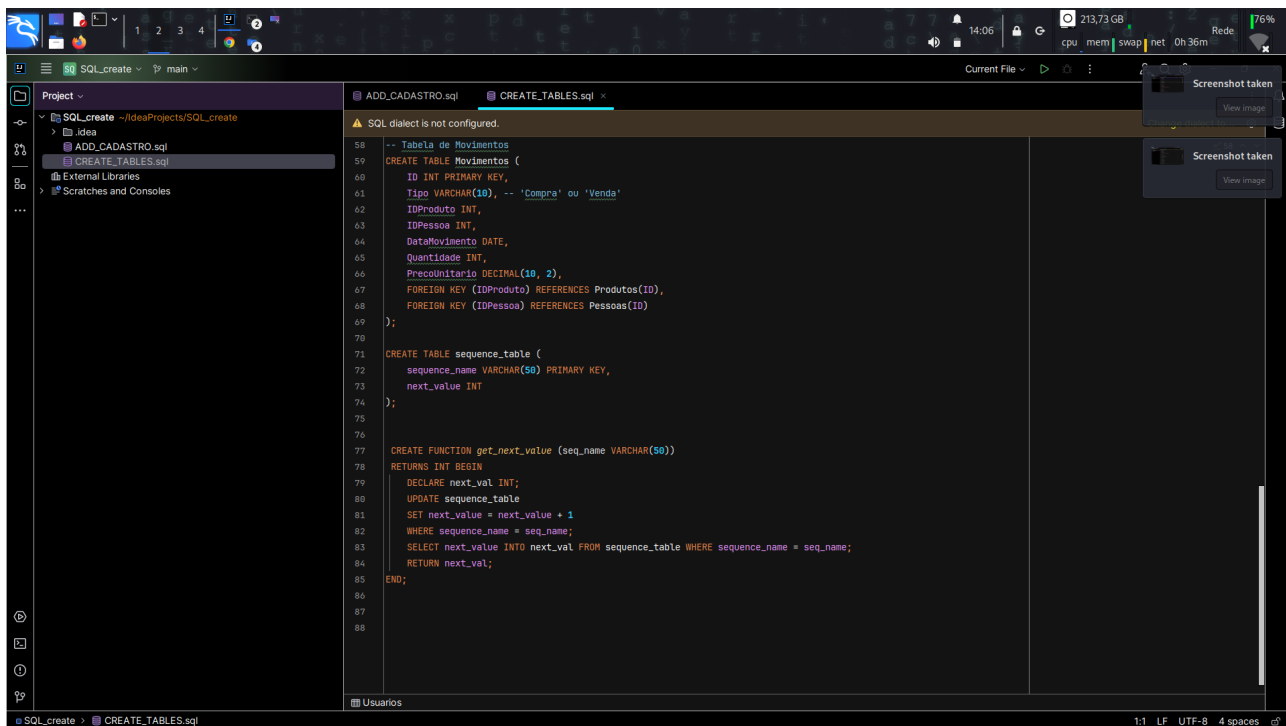 1 2 3 4
2
4
14:06
213,73 GB
cpu mem swap net 0h 36m
Rede
76%
SQ SQL_create main
Current File
Project
ADD_CADASTRO.sql
CREATE_TABLES.sql ×
Screenshot taken
View image
SQL_create ~/IdeaProjects/SQL_create
.idea
ADD_CADASTRO.sql
CREATE_TABLES.sql
External Libraries
Scratches and Consoles
SQL dialect is not configured.
Screenshot taken
View image
58 -- Tabela de Movimentos
59 CREATE TABLE Movimentos (
60 ID INT PRIMARY KEY,
61 Tipo VARCHAR(10), -- 'Compra' ou 'Venda'
62 IDProduto INT,
63 IDPessoa INT,
64 DataMovimento DATE,
65 Quantidade INT,
66 PrecoUnitario DECIMAL(10, 2),
67 FOREIGN KEY (IDProduto) REFERENCES Produtos(ID),
68 FOREIGN KEY (IDPessoa) REFERENCES Pessoas(ID)
69 );
70
71 CREATE TABLE sequence_table (
72 sequence_name VARCHAR(50) PRIMARY KEY,
73 next_value INT
74 );
75
76
77 CREATE FUNCTION get_next_value (seq_name VARCHAR(50))
78 RETURNS INT BEGIN
79 DECLARE next_val INT;
80 UPDATE sequence_table
81 SET next_value = next_value + 1
82 WHERE sequence_name = seq_name;
83 SELECT next_value INTO next_val FROM sequence_table WHERE sequence_name = seq_name;
84 RETURN next_val;
85 END;
86
87
88
Usuarios
SQL_create > CREATE_TABLES.sql
1:1 LF UTF-8 4 spaces